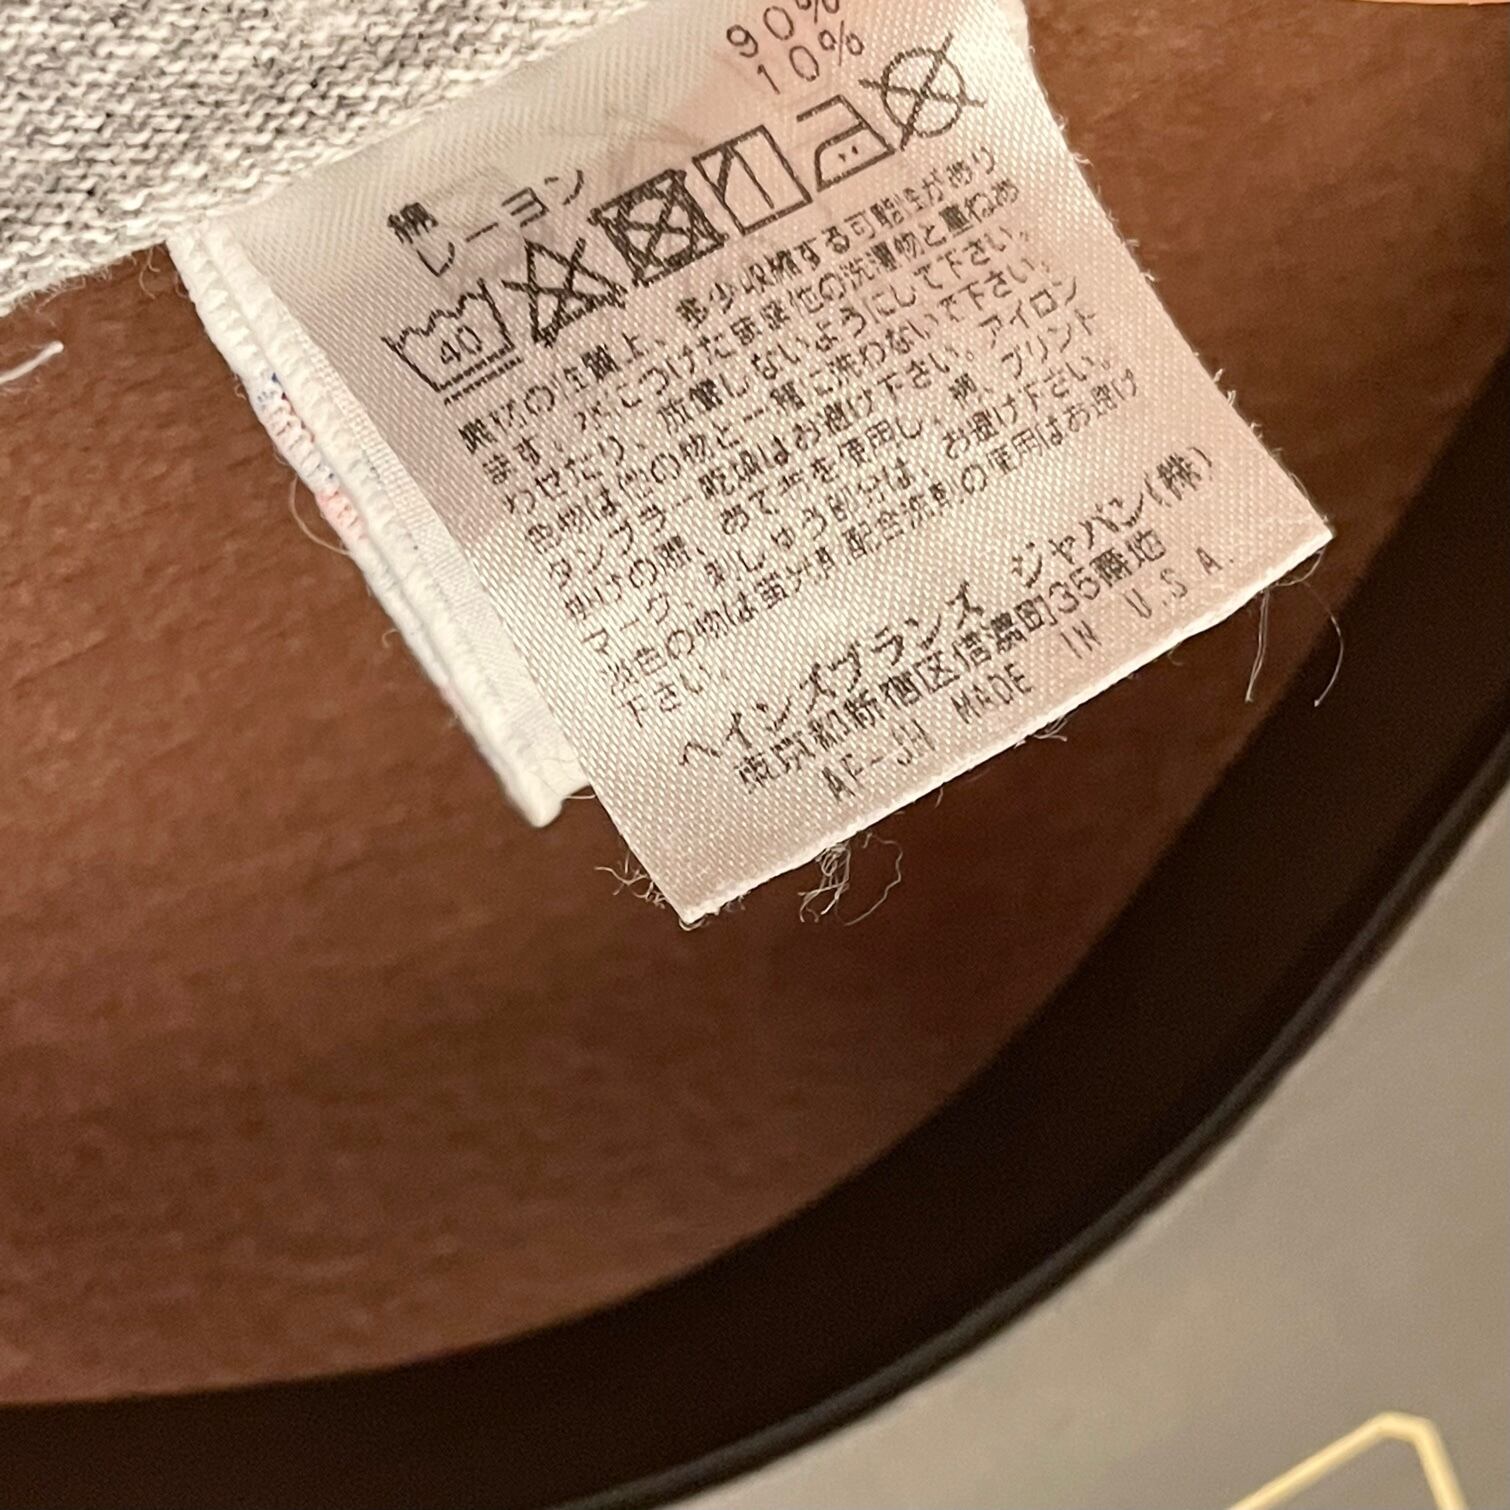 綿 90%
レーヨン 10%
40
素材の性質上、多少収縮する可能性があり
ます。水につけたまま他の洗濯物と重ねあ
わせたり、放置しないようにして下さい。
色物は他の物と一緒に洗わないで下さい。
タンブラー乾燥はお避け下さい。アイロン
掛けの際、あて布を使用し、柄、プリント
マーク、ししゅう部分は、お避け下さい。
淡色の物は蛍光剤配合洗剤の使用はお避け
下さい。
ヘインズブランズ ジャパン(株)
東京都新宿区信濃町35番地
AF-JH MADE IN U.S.A.